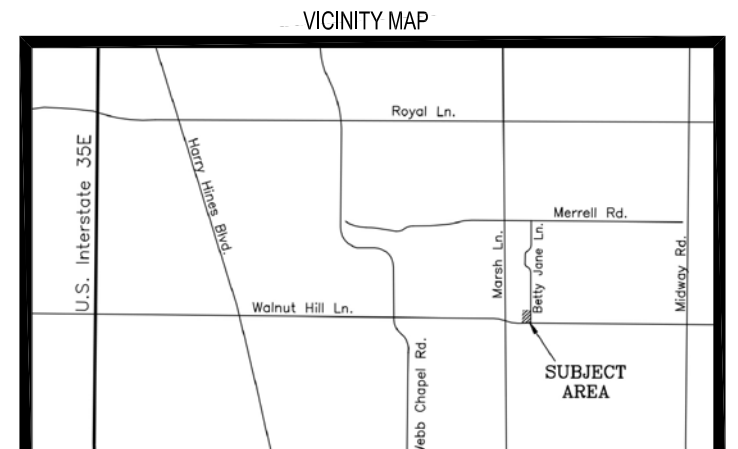 VICINITY MAP
Royal Ln.
Harry Hines Blvd.
U.S. Interstate 35E
Merrell Rd.
Marsh Ln.
Betty Jane Ln.
Midway Rd.
Walnut Hill Ln.
SUBJECT
AREA
Webb Chapel Rd.